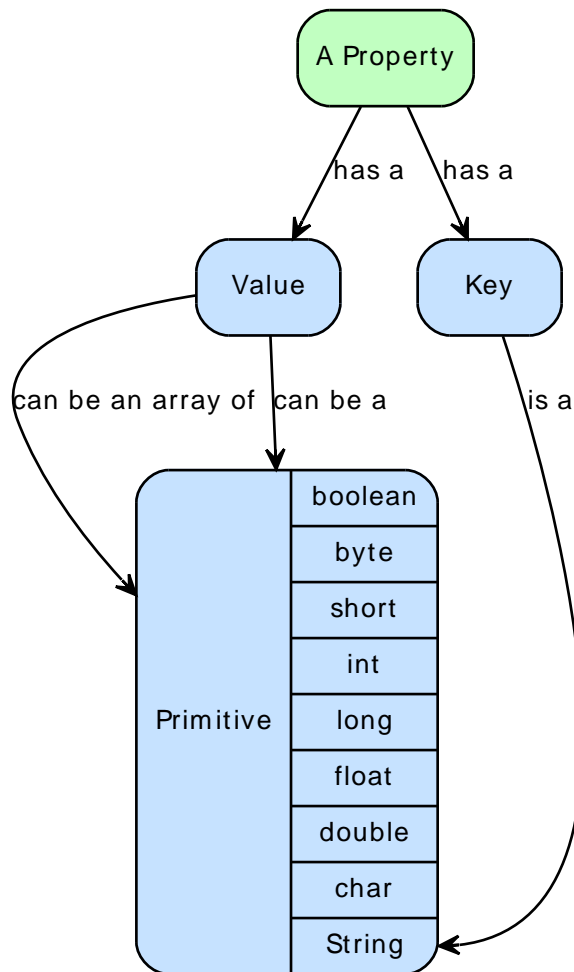 A Property
has a
has a
Value
Key
can be an array of
can be a
is a
Primitive
boolean
byte
short
int
long
float
double
char
String